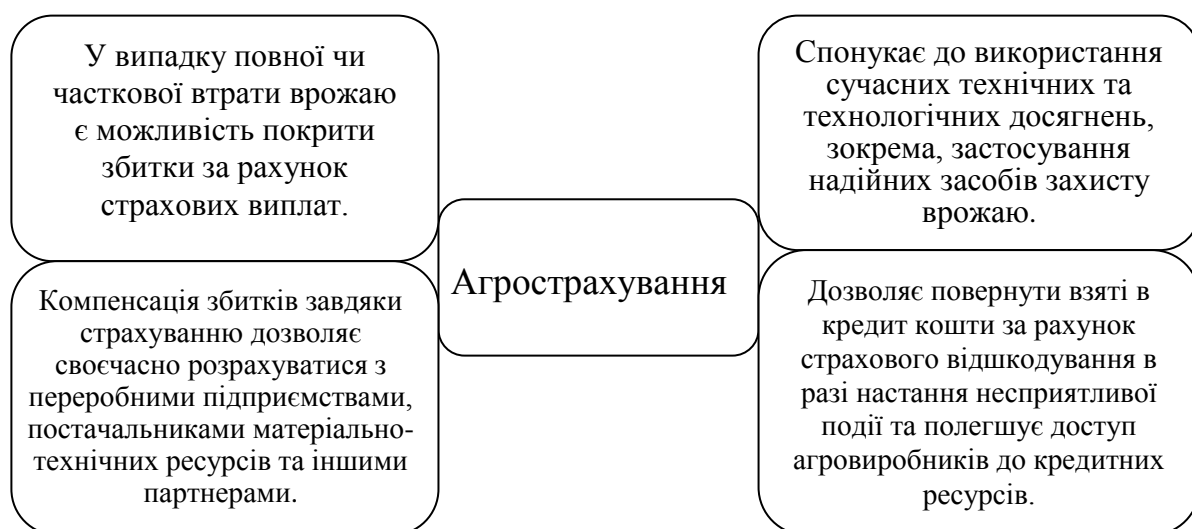 У випадку повної чи
часткової втрати врожаю
є можливість покрити
збитки за рахунок
страхових виплат.
Спонукає до використання
сучасних технічних та
технологічних досягнень,
зокрема, застосування
надійних засобів захисту
врожаю.
Агрострахування
Компенсація збитків завдяки
страхуванню дозволяє
своєчасно розрахуватися з
переробними підприємствами,
постачальниками матеріально-
технічних ресурсів та іншими
партнерами.
Дозволяє повернути взяті в
кредит кошти за рахунок
страхового відшкодування в
разі настання несприятливої
події та полегшує доступ
агровиробників до кредитних
ресурсів.